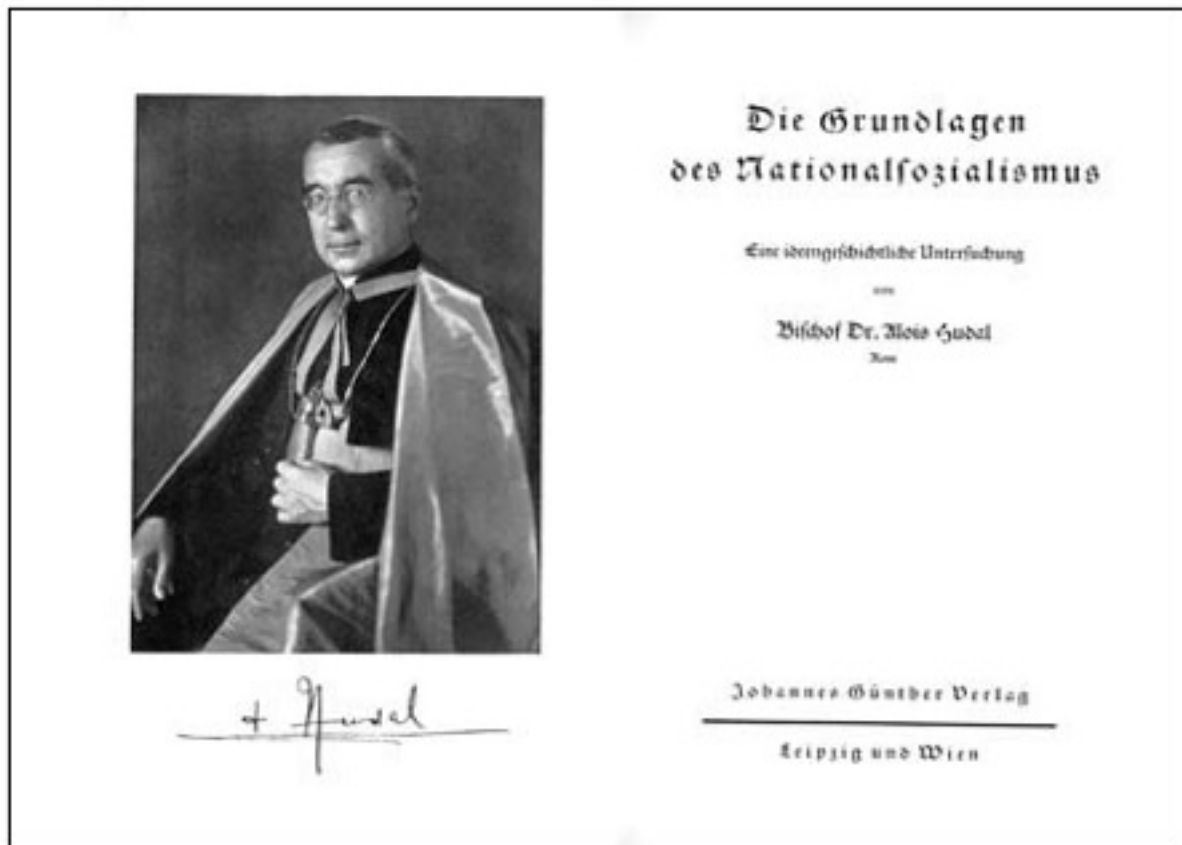 † Hudal
Die Grundlagen
des Nationalsozialismus
Eine ideengeschichtliche Untersuchung
von
Bischof Dr. Alois Hudal
Rom
Johannes Günther Verlag
Leipzig und Wien